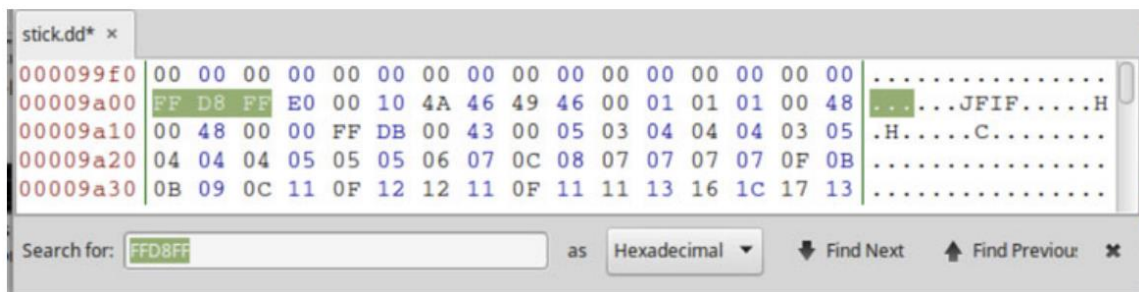 stick.dd* ×
000099f0 00 00 00 00 00 00 00 00 00 00 00 00 00 00 00 00 ................
00009a00 FF D8 FF E0 00 10 4A 46 49 46 00 01 01 01 00 48 ......JFIF.....H
00009a10 00 48 00 00 FF DB 00 43 00 05 03 04 04 04 03 05 .H.....C........
00009a20 04 04 04 05 05 05 06 07 0C 08 07 07 07 07 0F 0B ................
00009a30 0B 09 0C 11 0F 12 12 11 0F 11 11 13 16 1C 17 13 ................
Search for: FFD8FF as Hexadecimal Find Next Find Previou